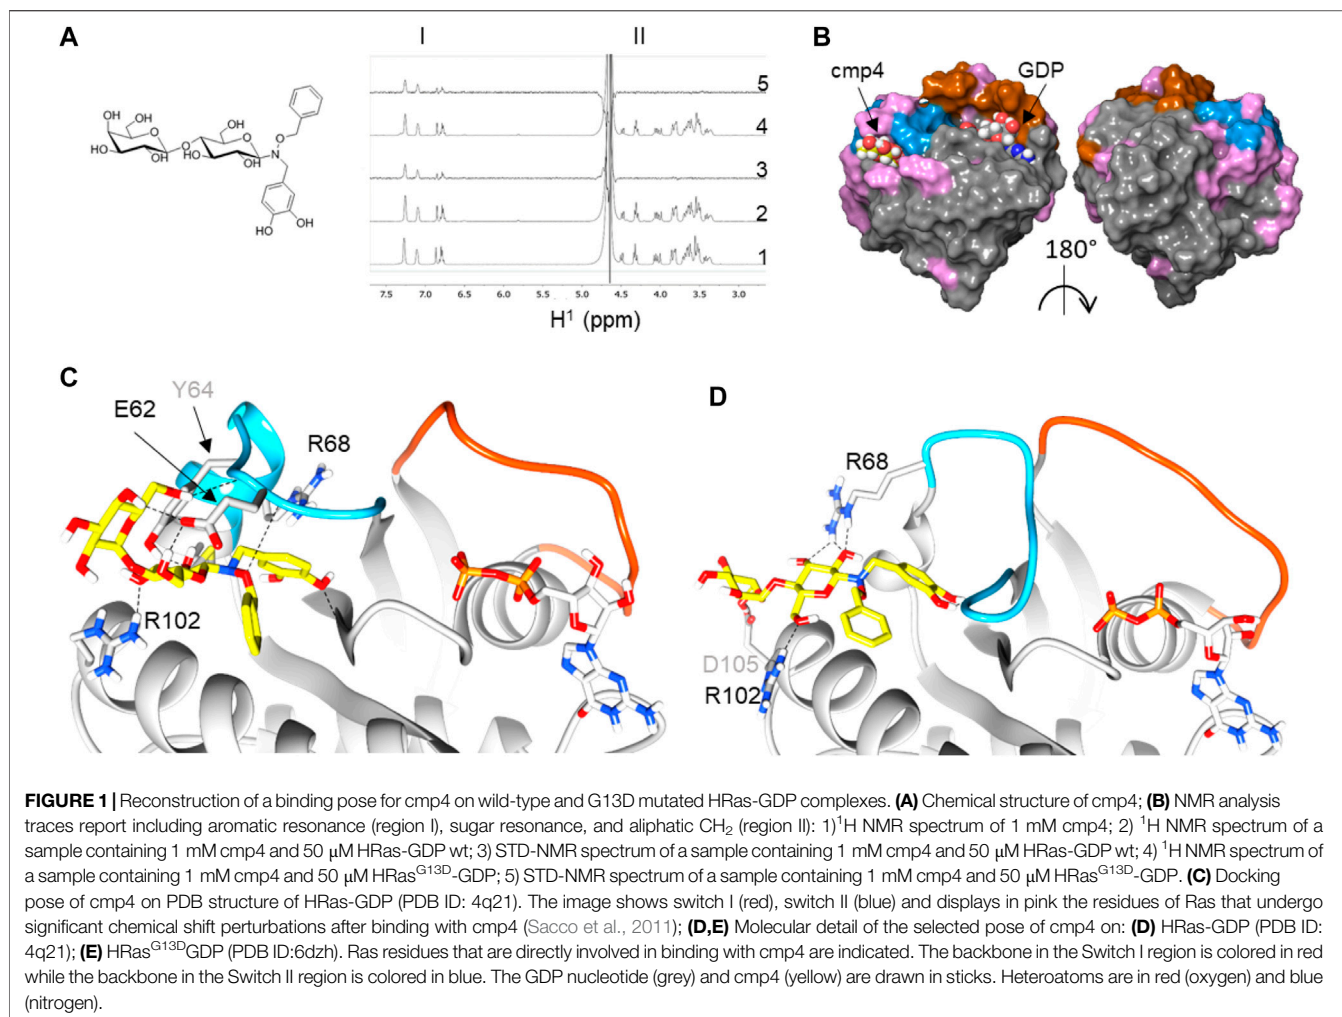 A
I
II
OH
OH
HO
OH
O
OH
O
HO
O
OH
O
OH
N
O
HO
OH
5
4
3
2
1
7.5 7.0 6.5 6.0 5.5 5.0 4.5 4.0 3.5 3.0
H¹ (ppm)
B
cmp4
GDP
180°
C
Y64
E62
R68
R102
D
R68
D105
R102
FIGURE 1 | Reconstruction of a binding pose for cmp4 on wild-type and G13D mutated HRas-GDP complexes. (A) Chemical structure of cmp4; (B) NMR analysis
traces report including aromatic resonance (region I), sugar resonance, and aliphatic CH₂ (region II): 1)¹H NMR spectrum of 1 mM cmp4; 2) ¹H NMR spectrum of a
sample containing 1 mM cmp4 and 50 μM HRas-GDP wt; 3) STD-NMR spectrum of a sample containing 1 mM cmp4 and 50 μM HRas-GDP wt; 4) ¹H NMR spectrum of
a sample containing 1 mM cmp4 and 50 μM HRasᴳ¹³ᴰ-GDP; 5) STD-NMR spectrum of a sample containing 1 mM cmp4 and 50 μM HRasᴳ¹³ᴰ-GDP. (C) Docking
pose of cmp4 on PDB structure of HRas-GDP (PDB ID: 4q21). The image shows switch I (red), switch II (blue) and displays in pink the residues of Ras that undergo
significant chemical shift perturbations after binding with cmp4 (Sacco et al., 2011); (D,E) Molecular detail of the selected pose of cmp4 on: (D) HRas-GDP (PDB ID:
4q21); (E) HRasᴳ¹³ᴰGDP (PDB ID:6dzh). Ras residues that are directly involved in binding with cmp4 are indicated. The backbone in the Switch I region is colored in red
while the backbone in the Switch II region is colored in blue. The GDP nucleotide (grey) and cmp4 (yellow) are drawn in sticks. Heteroatoms are in red (oxygen) and blue
(nitrogen).